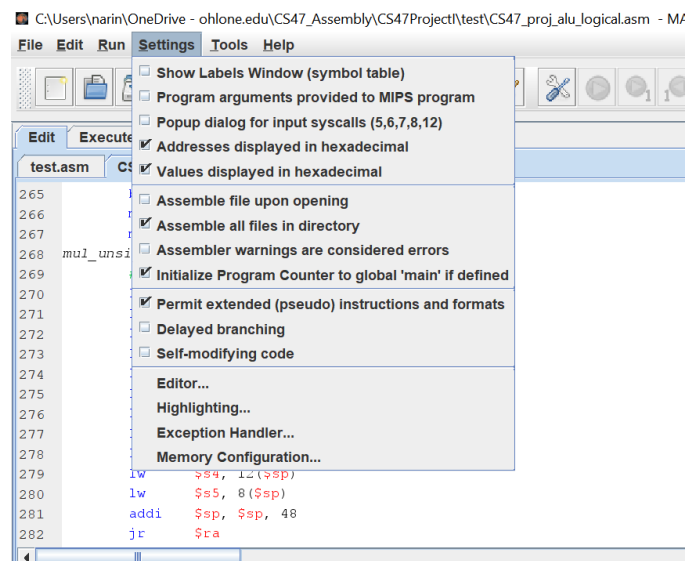 C:\Users\narin\OneDrive - ohlone.edu\CS47_Assembly\CS47ProjectI\test\CS47_proj_alu_logical.asm - MA
File Edit Run Settings Tools Help
Show Labels Window (symbol table)
Program arguments provided to MIPS program
Popup dialog for input syscalls (5,6,7,8,12)
Addresses displayed in hexadecimal
Values displayed in hexadecimal
Assemble file upon opening
Assemble all files in directory
Assembler warnings are considered errors
Initialize Program Counter to global 'main' if defined
Permit extended (pseudo) instructions and formats
Delayed branching
Self-modifying code
Editor...
Highlighting...
Exception Handler...
Memory Configuration...
Edit Execute
test.asm CS
265
266
267
268 mul_unsi
269
270
271
272
273
274
275
276
277
278
279 lw $s4, 12($sp)
280 lw $s5, 8($sp)
281 addi $sp, $sp, 48
282 jr $ra